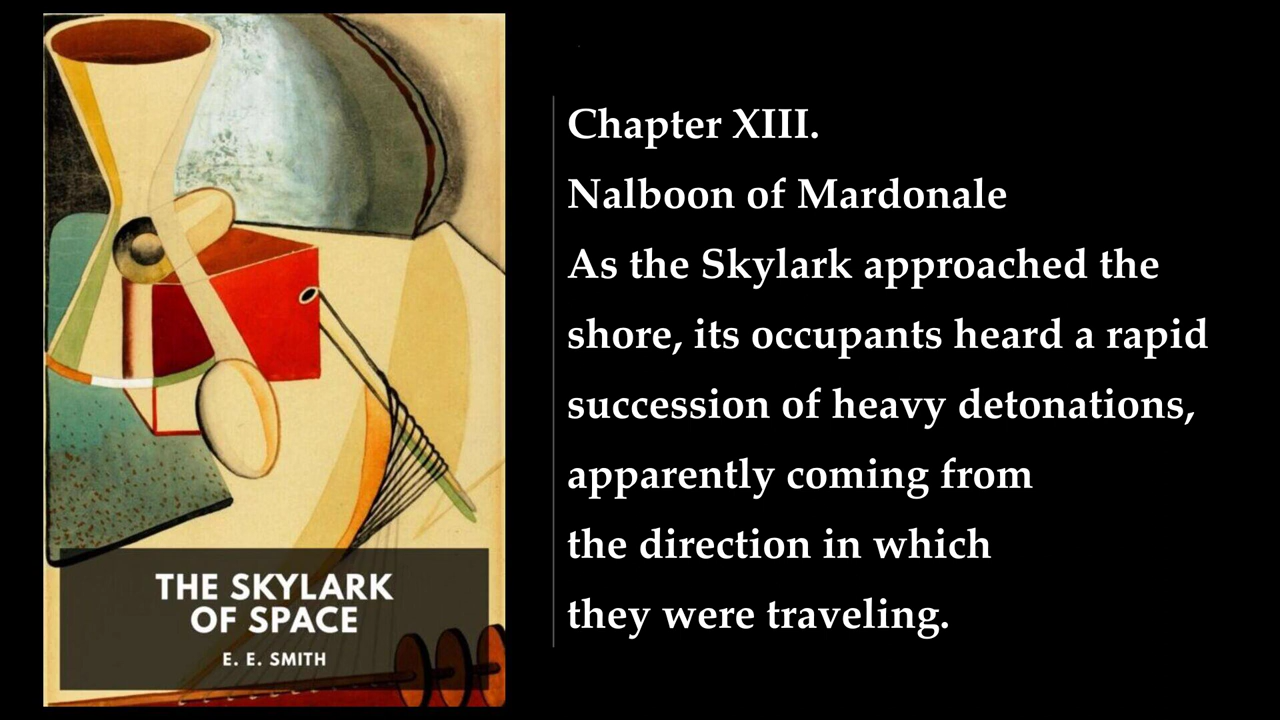 THE SKYLARK
OF SPACE
E. E. SMITH
Chapter XIII.
Nalboon of Mardonale
As the Skylark approached the
shore, its occupants heard a rapid
succession of heavy detonations,
apparently coming from
the direction in which
they were traveling.